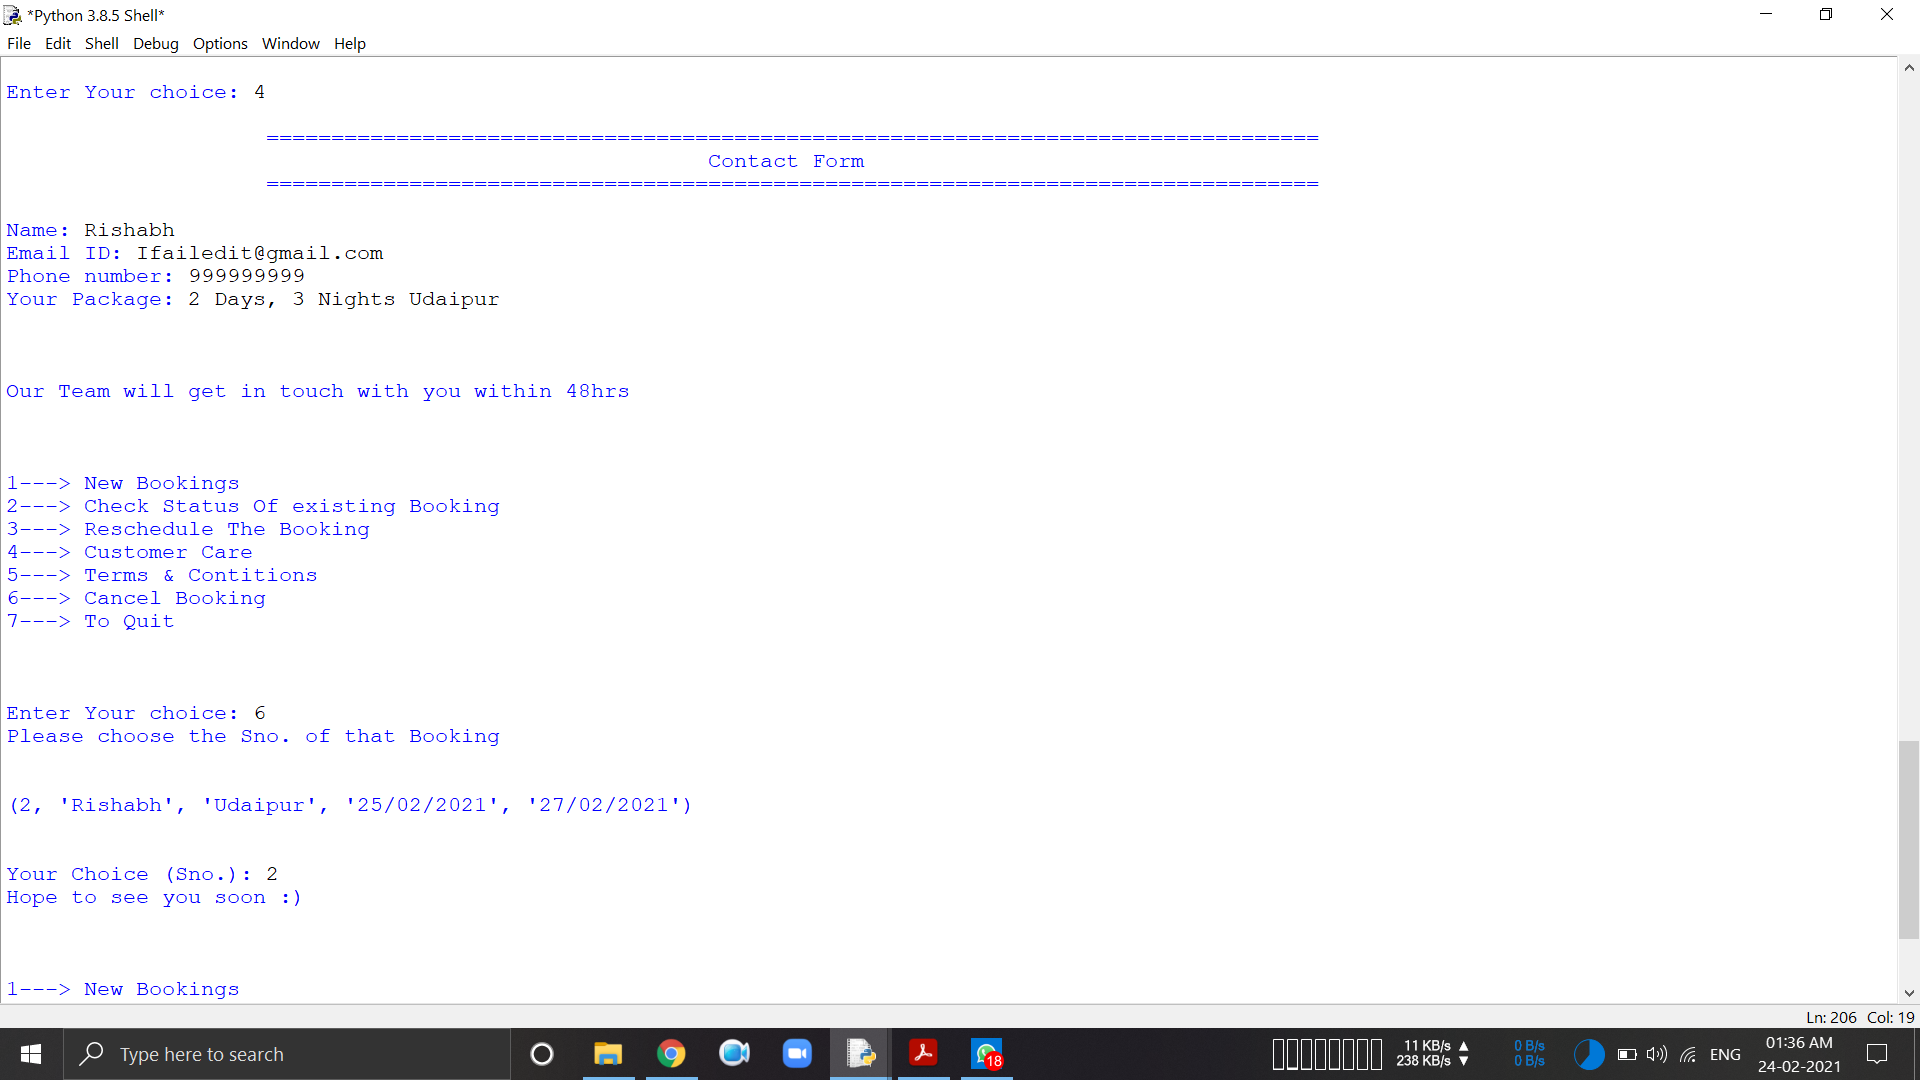 *Python 3.8.5 Shell*
File Edit Shell Debug Options Window Help
Enter Your choice: 4
=================================================================================
Contact Form
=================================================================================
Name: Rishabh
Email ID: Ifailedit@gmail.com
Phone number: 999999999
Your Package: 2 Days, 3 Nights Udaipur
Our Team will get in touch with you within 48hrs
1---> New Bookings
2---> Check Status Of existing Booking
3---> Reschedule The Booking
4---> Customer Care
5---> Terms & Contitions
6---> Cancel Booking
7---> To Quit
Enter Your choice: 6
Please choose the Sno. of that Booking
(2, 'Rishabh', 'Udaipur', '25/02/2021', '27/02/2021')
Your Choice (Sno.): 2
Hope to see you soon :)
1---> New Bookings
Ln: 206 Col: 19
Type here to search
18
11 KB/s
238 KB/s
0 B/s
0 B/s
ENG
01:36 AM
24-02-2021